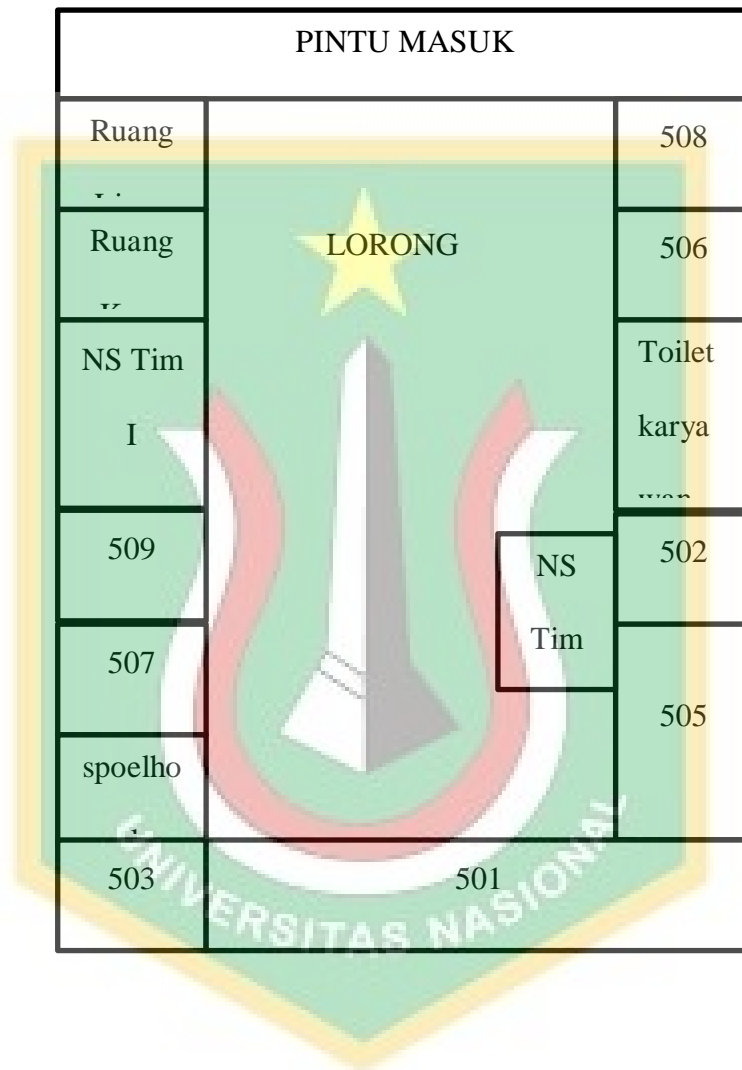 PINTU MASUK
Ruang
508
Ruang
LORONG
506
NS Tim
I
Toilet
karya
509
NS
Tim
502
507
505
spoelho
503
501
UNIVERSITAS NASIONAL